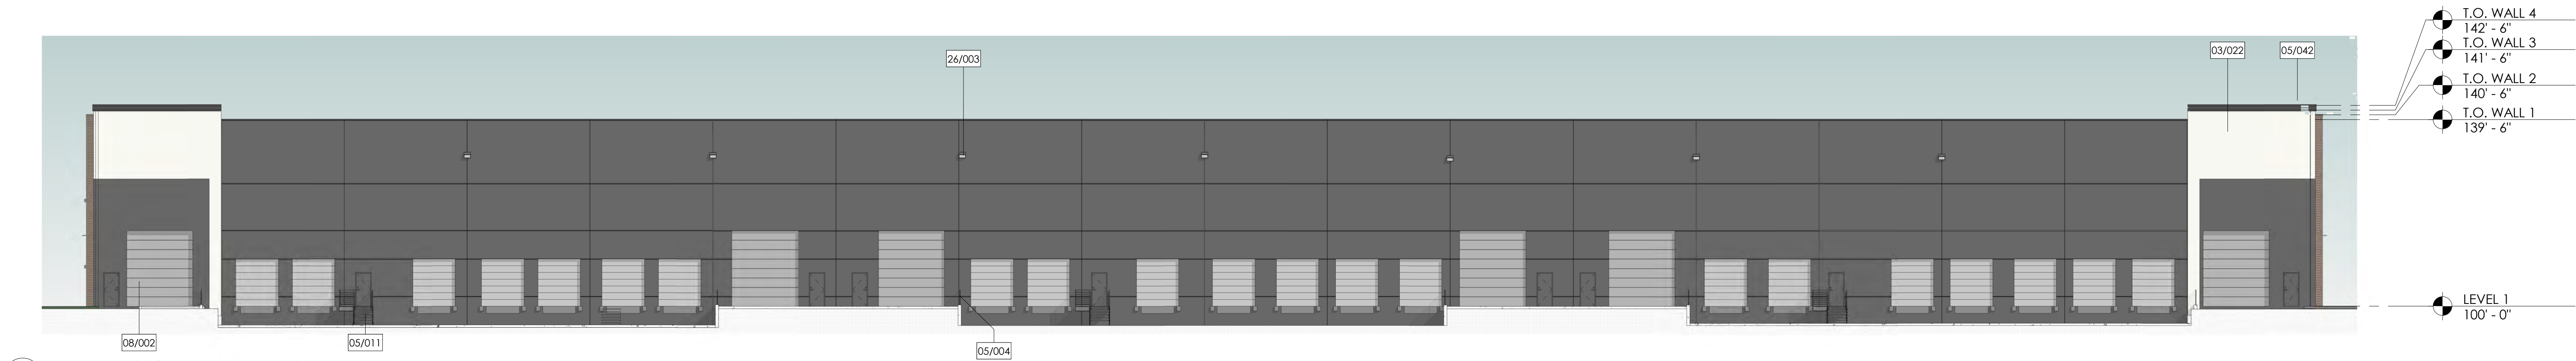 T.O. WALL 4
142' - 6"
T.O. WALL 3
141' - 6"
T.O. WALL 2
140' - 6"
T.O. WALL 1
139' - 6"
26/003
03/022
05/042
LEVEL 1
100' - 0"
08/002
05/011
05/004